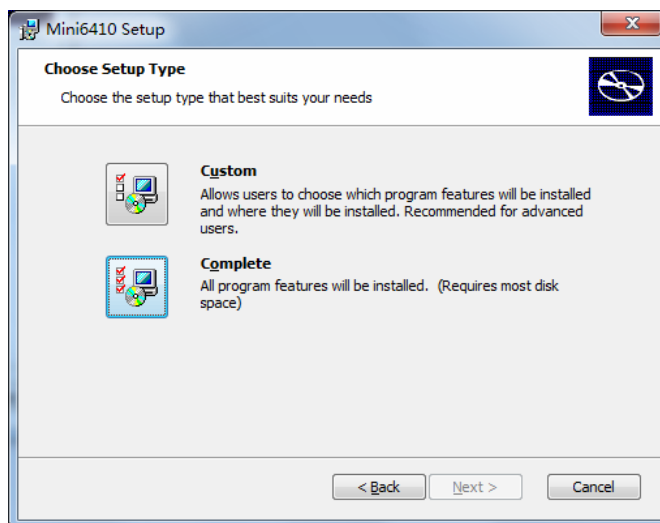 Mini6410 Setup
Choose Setup Type
Choose the setup type that best suits your needs
Custom
Allows users to choose which program features will be installed
and where they will be installed. Recommended for advanced
users.
Complete
All program features will be installed.  (Requires most disk
space)
< Back
Next >
Cancel